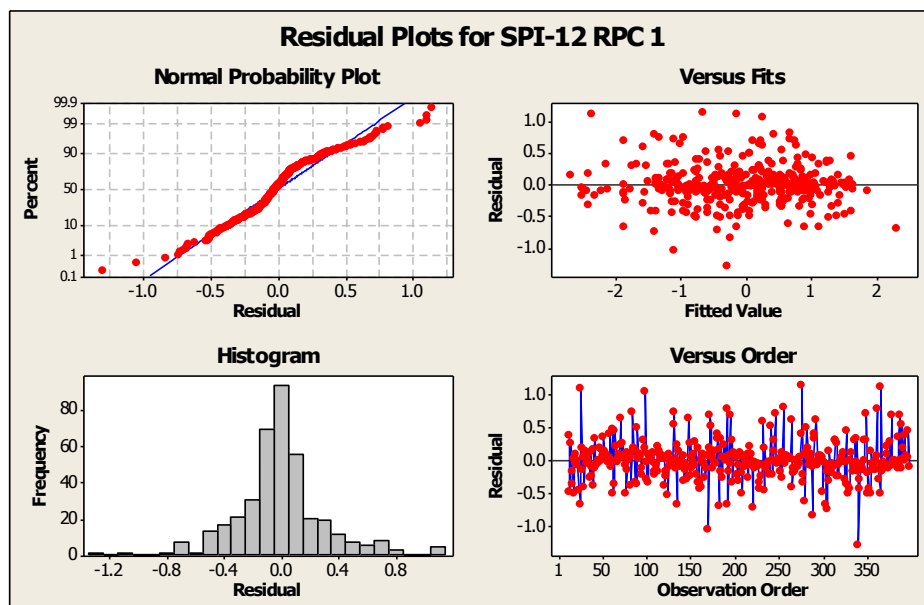 Residual Plots for SPI-12 RPC 1
Normal Probability Plot
Percent
99.9
99
90
50
10
1
0.1
-1.0 -0.5 0.0 0.5 1.0
Residual
Versus Fits
Residual
1.0
0.5
0.0
-0.5
-1.0
-2 -1 0 1 2
Fitted Value
Histogram
Frequency
80
60
40
20
0
-1.2 -0.8 -0.4 0.0 0.4 0.8
Residual
Versus Order
Residual
1.0
0.5
0.0
-0.5
-1.0
1 50 100 150 200 250 300 350
Observation Order